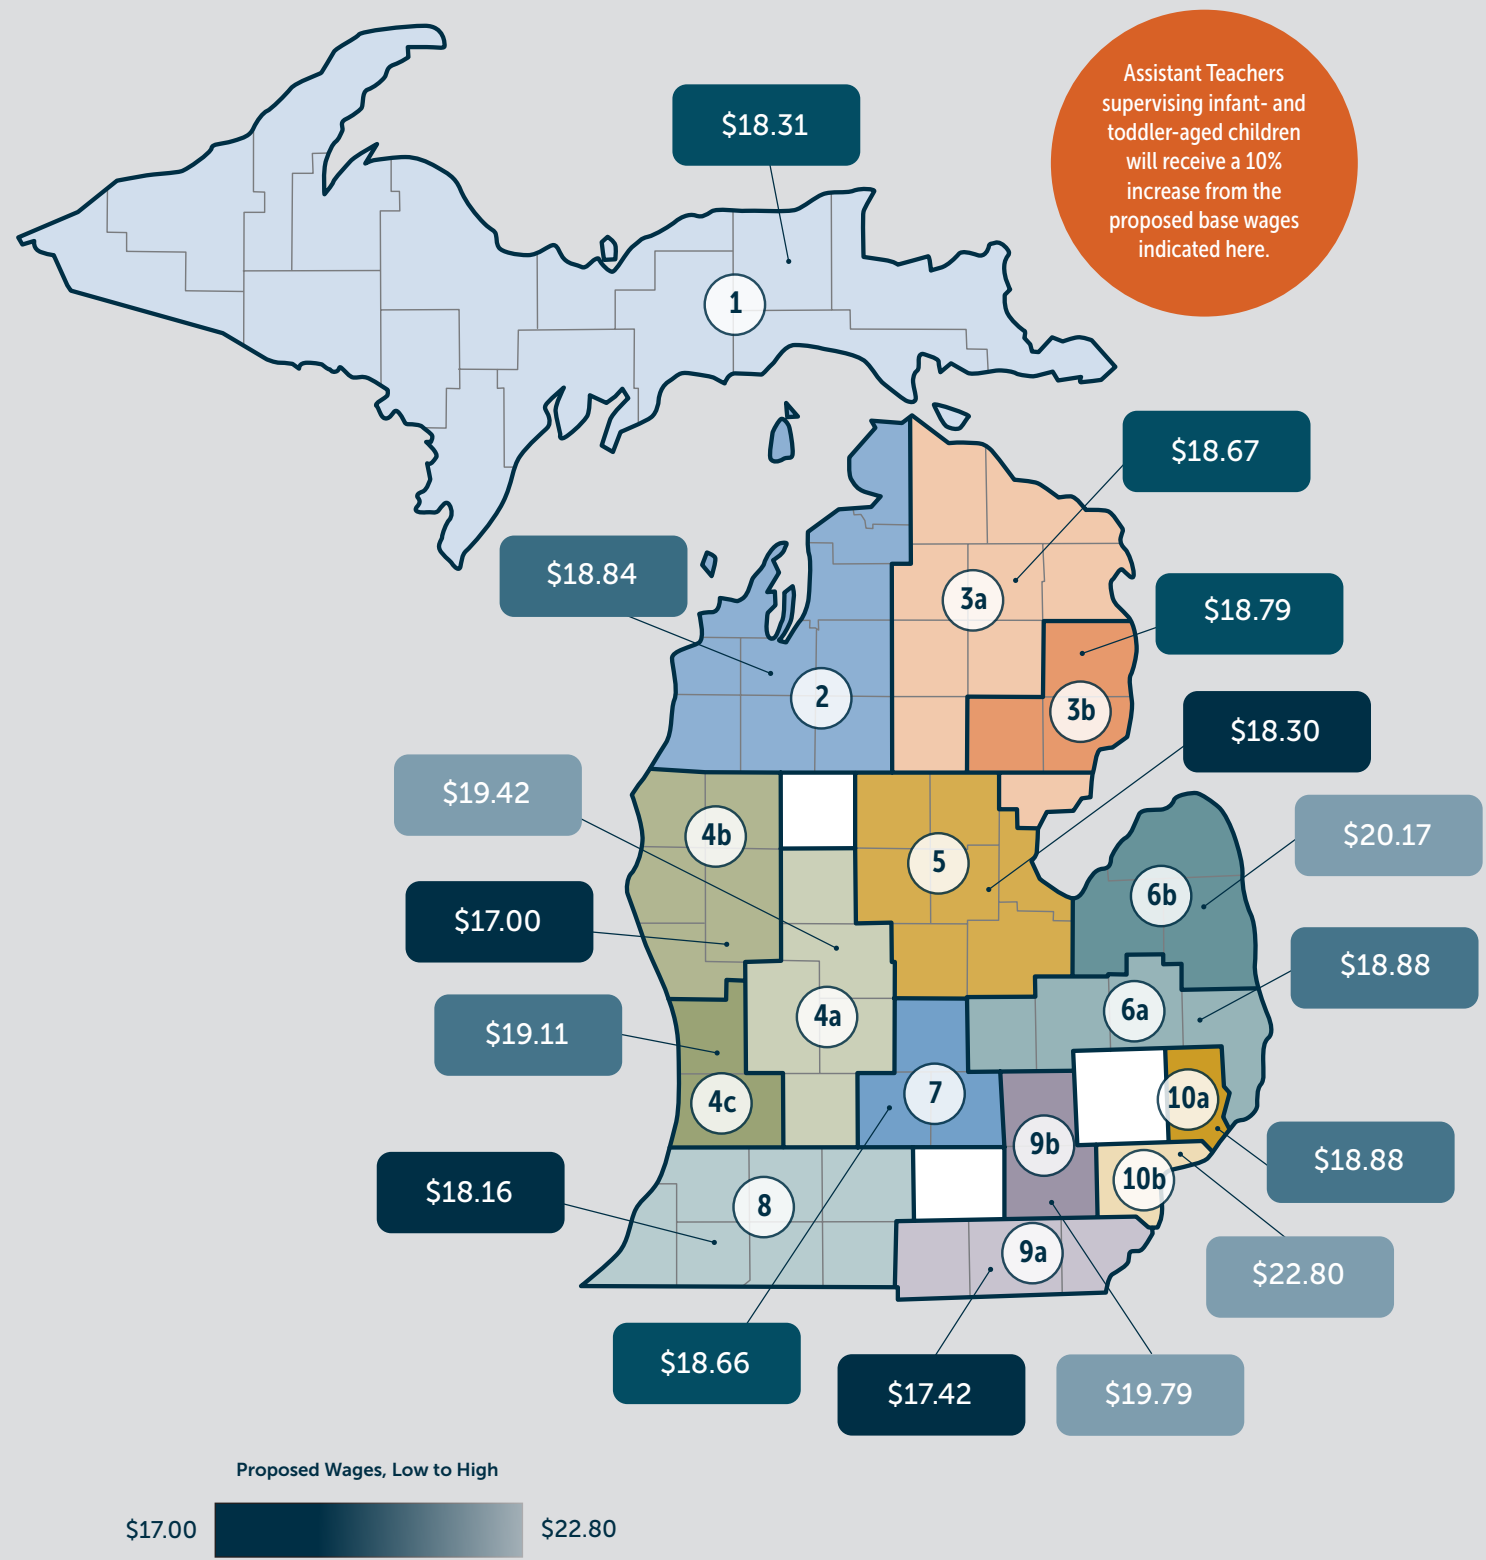 Assistant Teachers
supervising infant- and
toddler-aged children
will receive a 10%
increase from the
proposed base wages
indicated here.
$18.31
1
$18.67
$18.84
3a
$18.79
2
3b
$18.30
$19.42
4b
5
$20.17
6b
$17.00
$18.88
4a
6a
$19.11
4c
7
10a
9b
$18.88
10b
$18.16
8
9a
$22.80
$18.66
$17.42
$19.79
Proposed Wages, Low to High
$17.00
$22.80